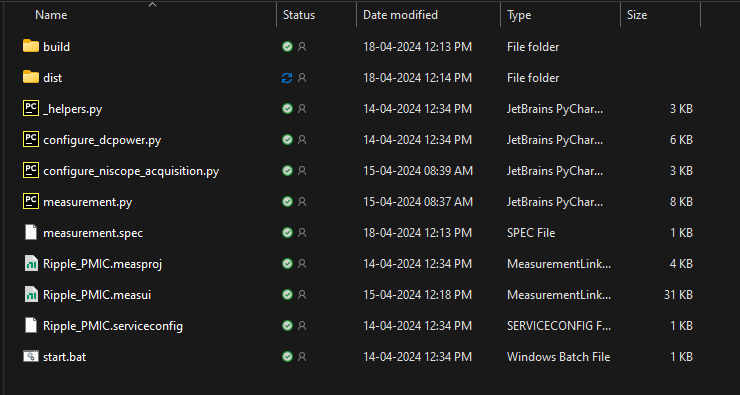 Name Status Date modified Type Size
build 18-04-2024 12:13 PM File folder
dist 18-04-2024 12:14 PM File folder
PC _helpers.py 14-04-2024 12:34 PM JetBrains PyChar... 3 KB
PC configure_dcpower.py 14-04-2024 12:34 PM JetBrains PyChar... 6 KB
PC configure_niscope_acquisition.py 15-04-2024 08:39 AM JetBrains PyChar... 3 KB
PC measurement.py 15-04-2024 08:37 AM JetBrains PyChar... 8 KB
measurement.spec 18-04-2024 12:13 PM SPEC File 1 KB
Ripple_PMIC.measproj 14-04-2024 12:34 PM MeasurementLink... 4 KB
Ripple_PMIC.measui 15-04-2024 12:18 PM MeasurementLink... 31 KB
Ripple_PMIC.serviceconfig 14-04-2024 12:34 PM SERVICECONFIG F... 1 KB
start.bat 14-04-2024 12:34 PM Windows Batch File 1 KB